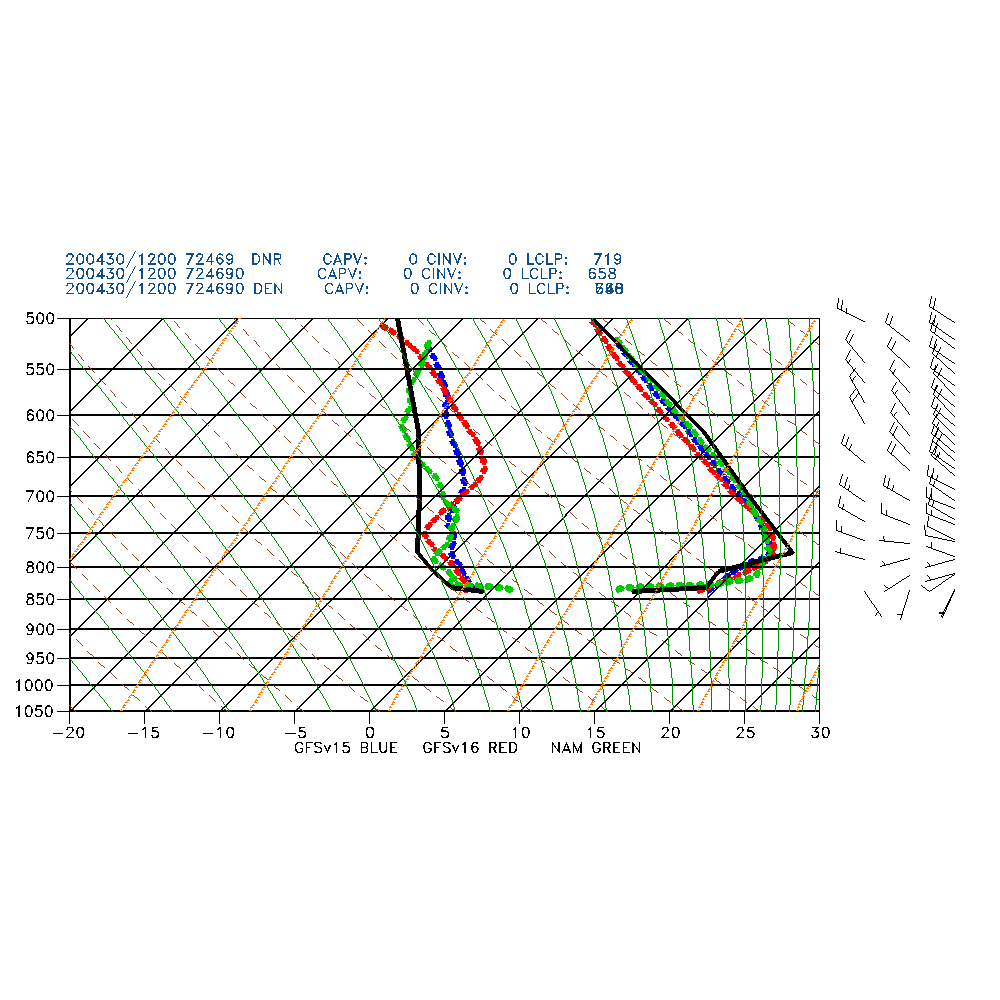 200430/1200 72469 DNR CAPV: 0 CINV: 0 LCLP: 719
200430/1200 724690 CAPV: 0 CINV: 0 LCLP: 658
200430/1200 724690 DEN CAPV: 0 CINV: 0 LCLP:
500
550
600
650
700
750
800
850
900
950
1000
1050
-20 -15 -10 -5 0 5 10 15 20 25 30
GFSv15 BLUE GFSv16 RED NAM GREEN